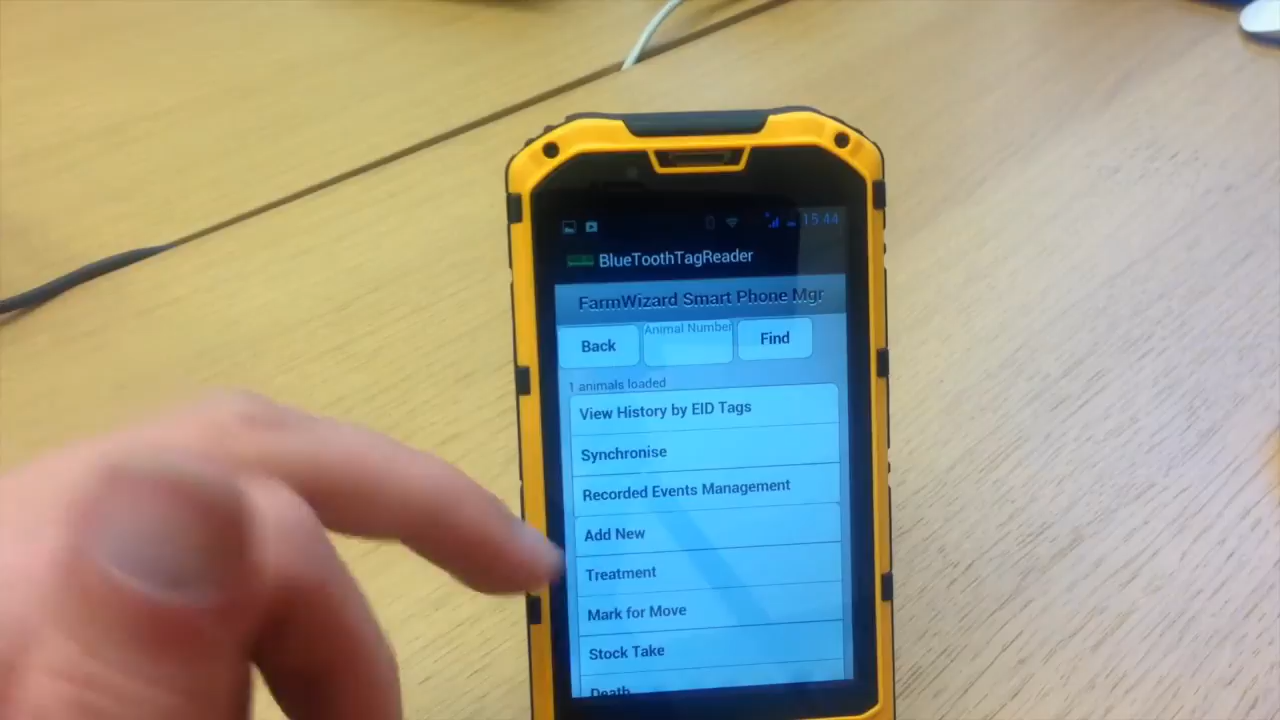 15:44
BlueToothTagReader
FarmWizard Smart Phone Mgr
Back
Animal Number
Find
1 animals loaded
View History by EID Tags
Synchronise
Recorded Events Management
Add New
Treatment
Mark for Move
Stock Take
Death